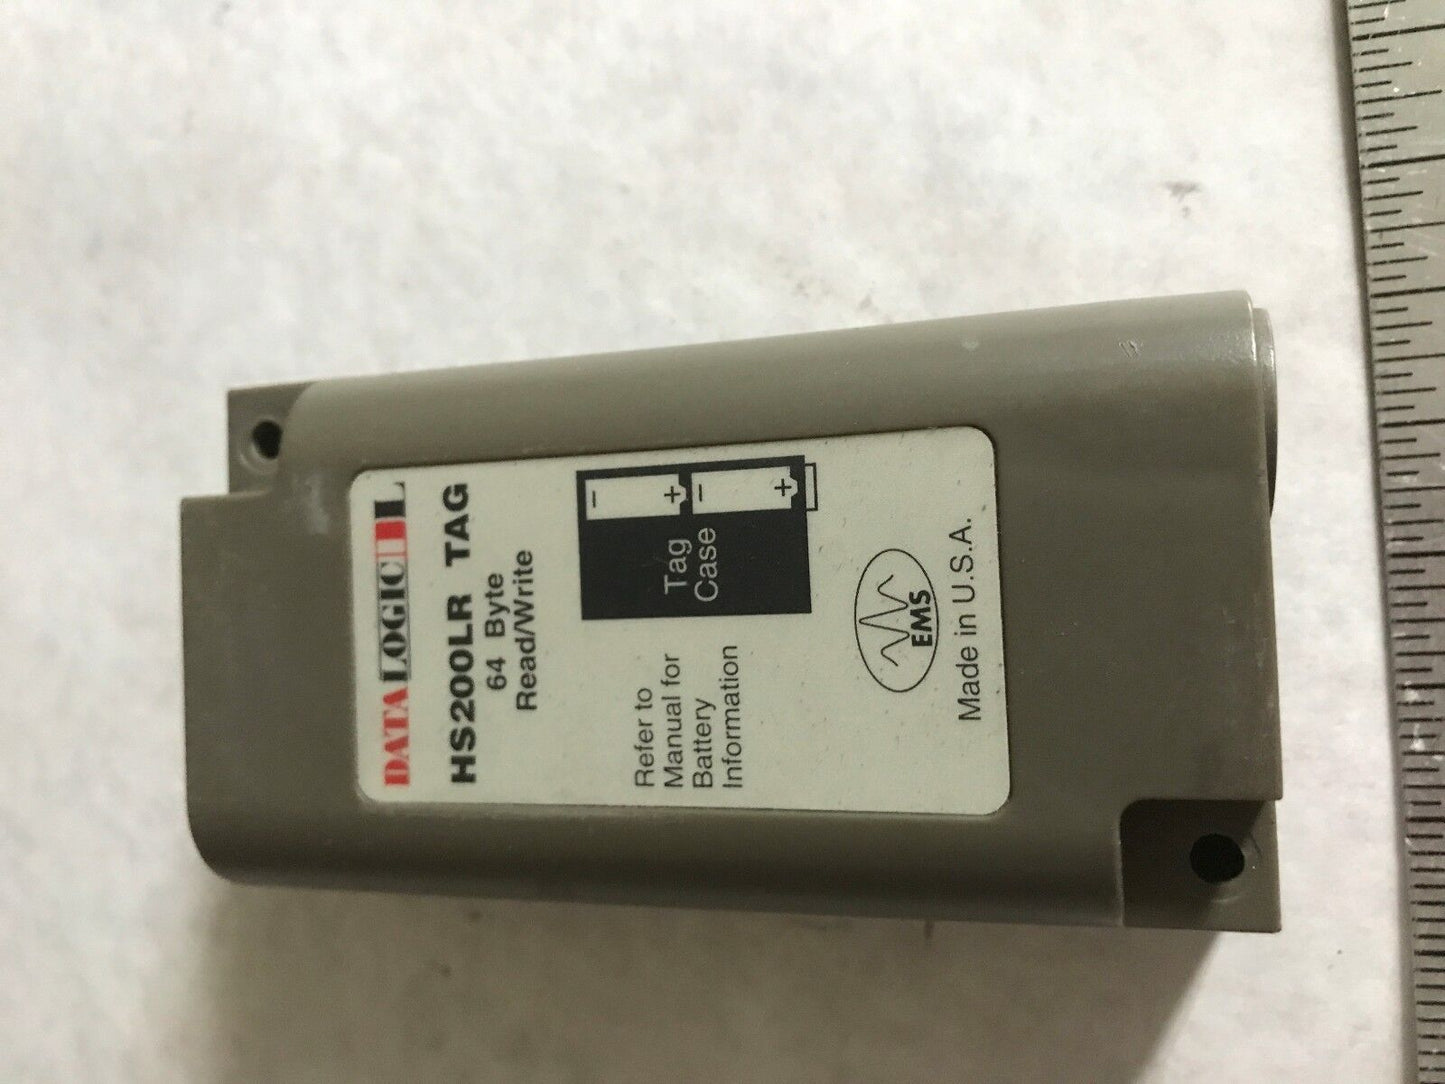 DATALOGIC L
HS200LR TAG
64 Byte
Read/Write
Refer to
Manual for
Battery
Information
Tag
Case
− + − +
EMS
Made in U.S.A.